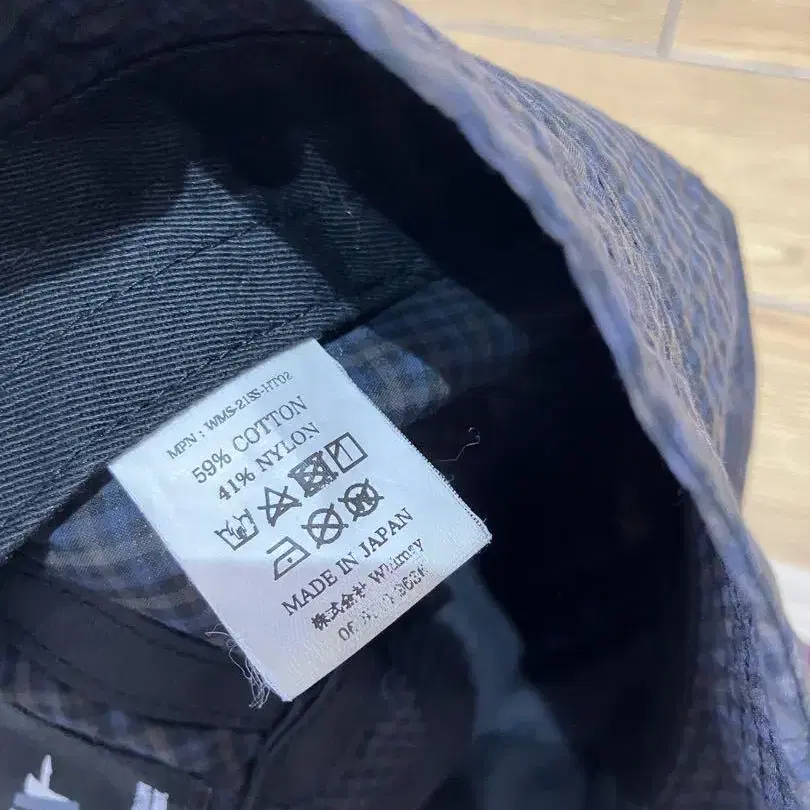 MPN : WMS-21SS-HT02
59% COTTON
41% NYLON
MADE IN JAPAN
株式会社 Whimsy